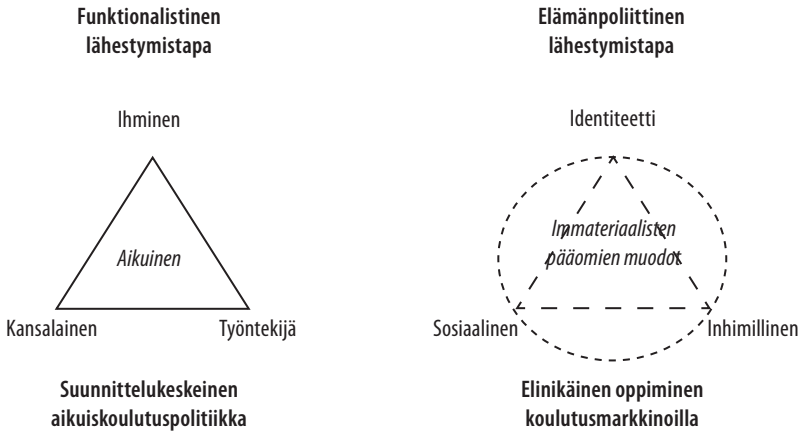 Funktionalistinen
lähestymistapa
Ihminen
Aikuinen
Kansalainen
Työntekijä
Suunnittelukeskeinen
aikuiskoulutuspolitiikka
Elämänpoliittinen
lähestymistapa
Identiteetti
Immateriaalisten
pääomien muodot
Sosiaalinen
Inhimillinen
Elinikäinen oppiminen
koulutusmarkkinoilla